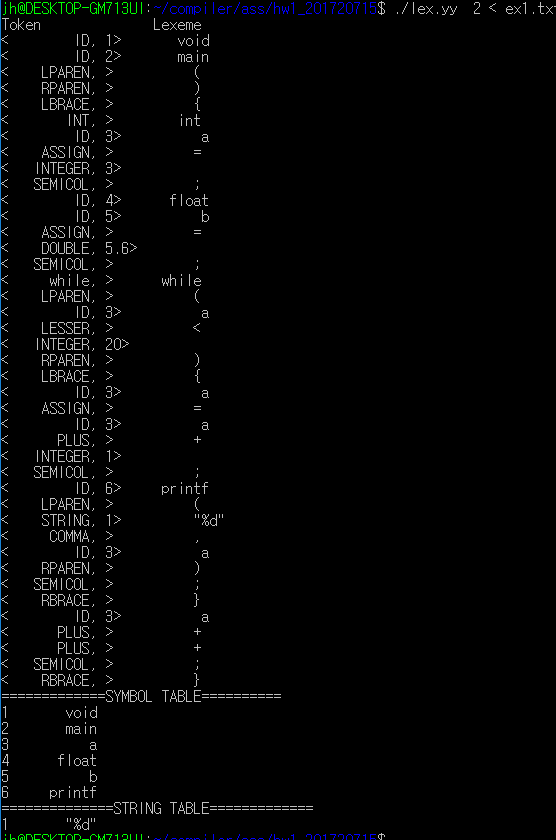 jh@DESKTOP-GM713UI:~/compiler/ass/hw1_201720715$ ./lex.yy  2 < ex1.txt
Token              Lexeme
<         ID, 1>       void
<         ID, 2>       main
<     LPAREN, >          (
<     RPAREN, >          )
<     LBRACE, >          {
<        INT, >        int
<         ID, 3>          a
<     ASSIGN, >          =
<    INTEGER, 3>
<    SEMICOL, >          ;
<         ID, 4>      float
<         ID, 5>          b
<     ASSIGN, >          =
<     DOUBLE, 5.6>
<    SEMICOL, >          ;
<      while, >      while
<     LPAREN, >          (
<         ID, 3>          a
<     LESSER, >          <
<    INTEGER, 20>
<     RPAREN, >          )
<     LBRACE, >          {
<         ID, 3>          a
<     ASSIGN, >          =
<         ID, 3>          a
<       PLUS, >          +
<    INTEGER, 1>
<    SEMICOL, >          ;
<         ID, 6>     printf
<     LPAREN, >          (
<     STRING, 1>         "%d"
<      COMMA, >          ,
<         ID, 3>          a
<     RPAREN, >          )
<    SEMICOL, >          ;
<     RBRACE, >          }
<         ID, 3>          a
<       PLUS, >          +
<       PLUS, >          +
<    SEMICOL, >          ;
<     RBRACE, >          }
=============SYMBOL TABLE==========
1       void
2       main
3          a
4      float
5          b
6     printf
==============STRING TABLE=============
1       "%d"
jh@DESKTOP-GM713UI:~/compiler/ass/hw1_201720715$